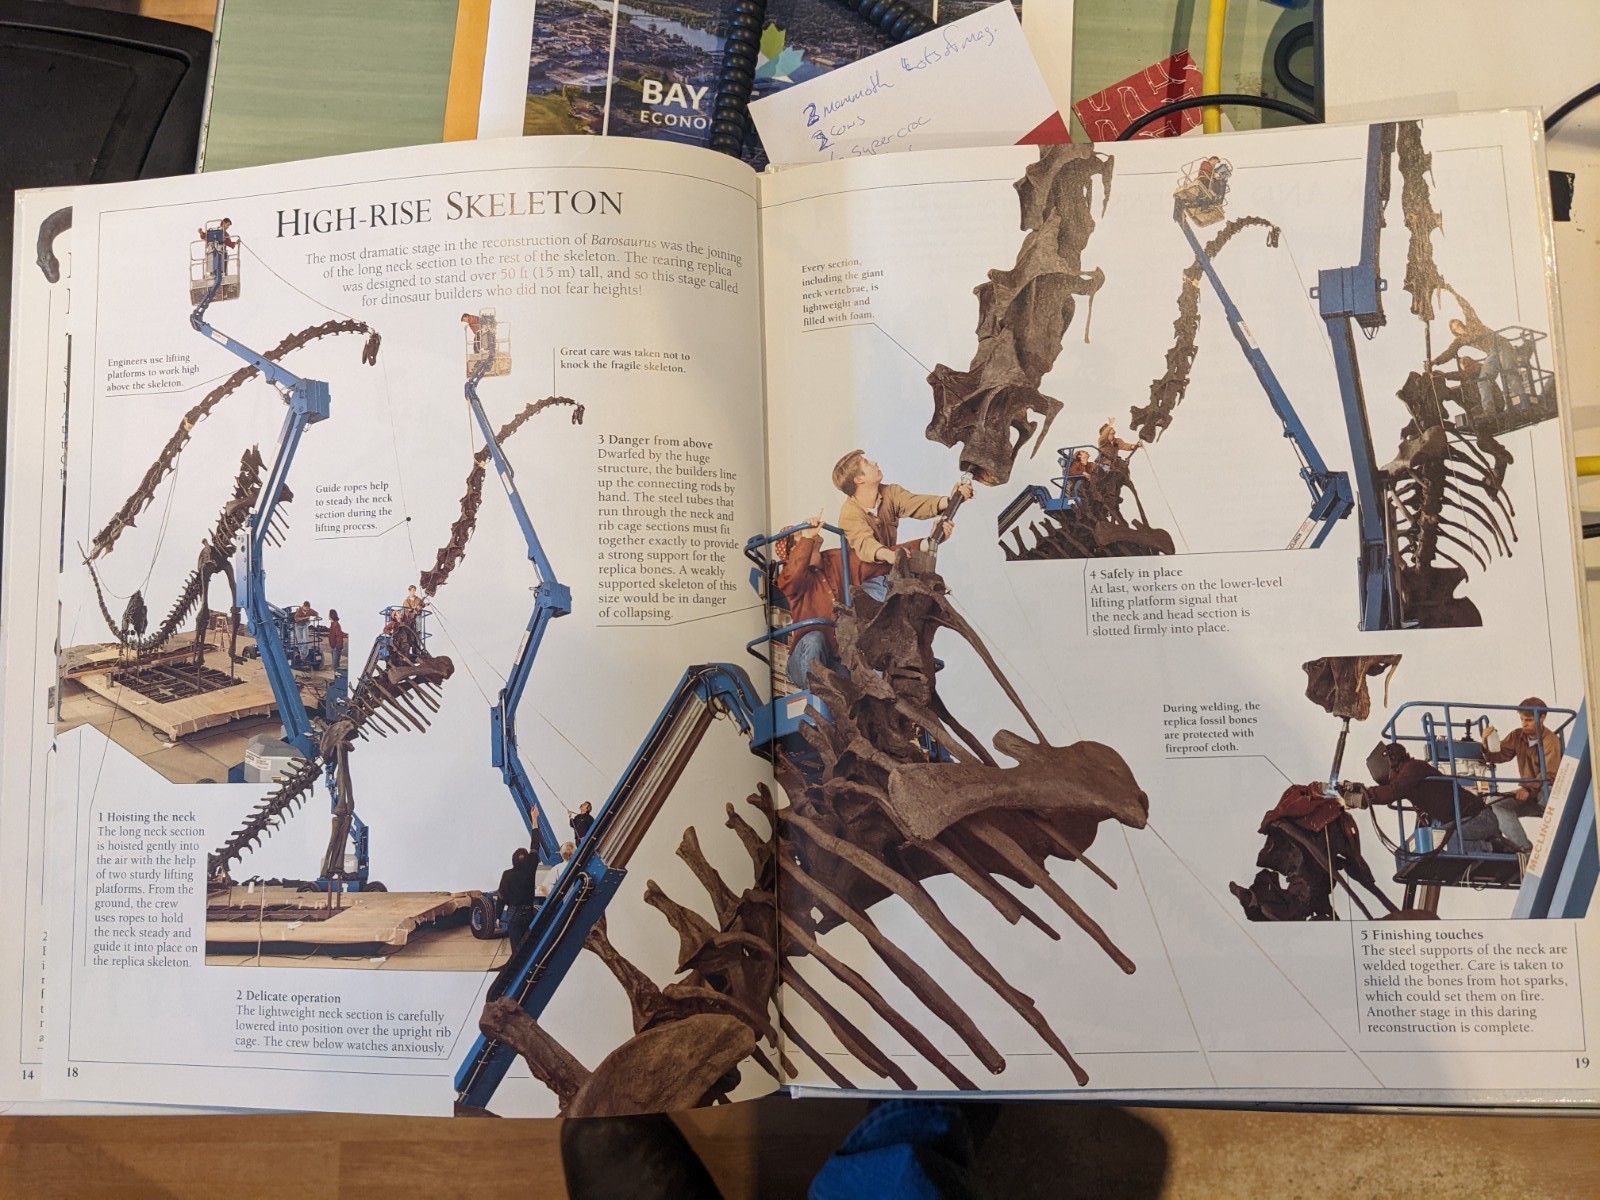 BAY
ECONO
2 Mammoth Lots of Mag.
2 Cows
Super croc
HIGH-RISE SKELETON
The most dramatic stage in the reconstruction of Barosaurus was the joining
of the long neck section to the rest of the skeleton. The rearing replica
was designed to stand over 50 ft (15 m) tall, and so this stage called
for dinosaur builders who did not fear heights!
Engineers use lifting
platforms to work high
above the skeleton.
Great care was taken not to
knock the fragile skeleton.
Guide ropes help
to steady the neck
section during the
lifting process.
3 Danger from above
Dwarfed by the huge
structure, the builders line
up the connecting rods by
hand. The steel tubes that
run through the neck and
rib cage sections must fit
together exactly to provide
a strong support for the
replica bones. A weakly
supported skeleton of this
size would be in danger
of collapsing.
1 Hoisting the neck
The long neck section
is hoisted gently into
the air with the help
of two sturdy lifting
platforms. From the
ground, the crew
uses ropes to hold
the neck steady and
guide it into place on
the replica skeleton.
2 Delicate operation
The lightweight neck section is carefully
lowered into position over the upright rib
cage. The crew below watches anxiously.
14
18
Every section,
including the giant
neck vertebrae, is
lightweight and
filled with foam.
4 Safely in place
At last, workers on the lower-level
lifting platform signal that
the neck and head section is
slotted firmly into place.
During welding, the
replica fossil bones
are protected with
fireproof cloth.
McCLINCH
5 Finishing touches
The steel supports of the neck are
welded together. Care is taken to
shield the bones from hot sparks,
which could set them on fire.
Another stage in this daring
reconstruction is complete.
19